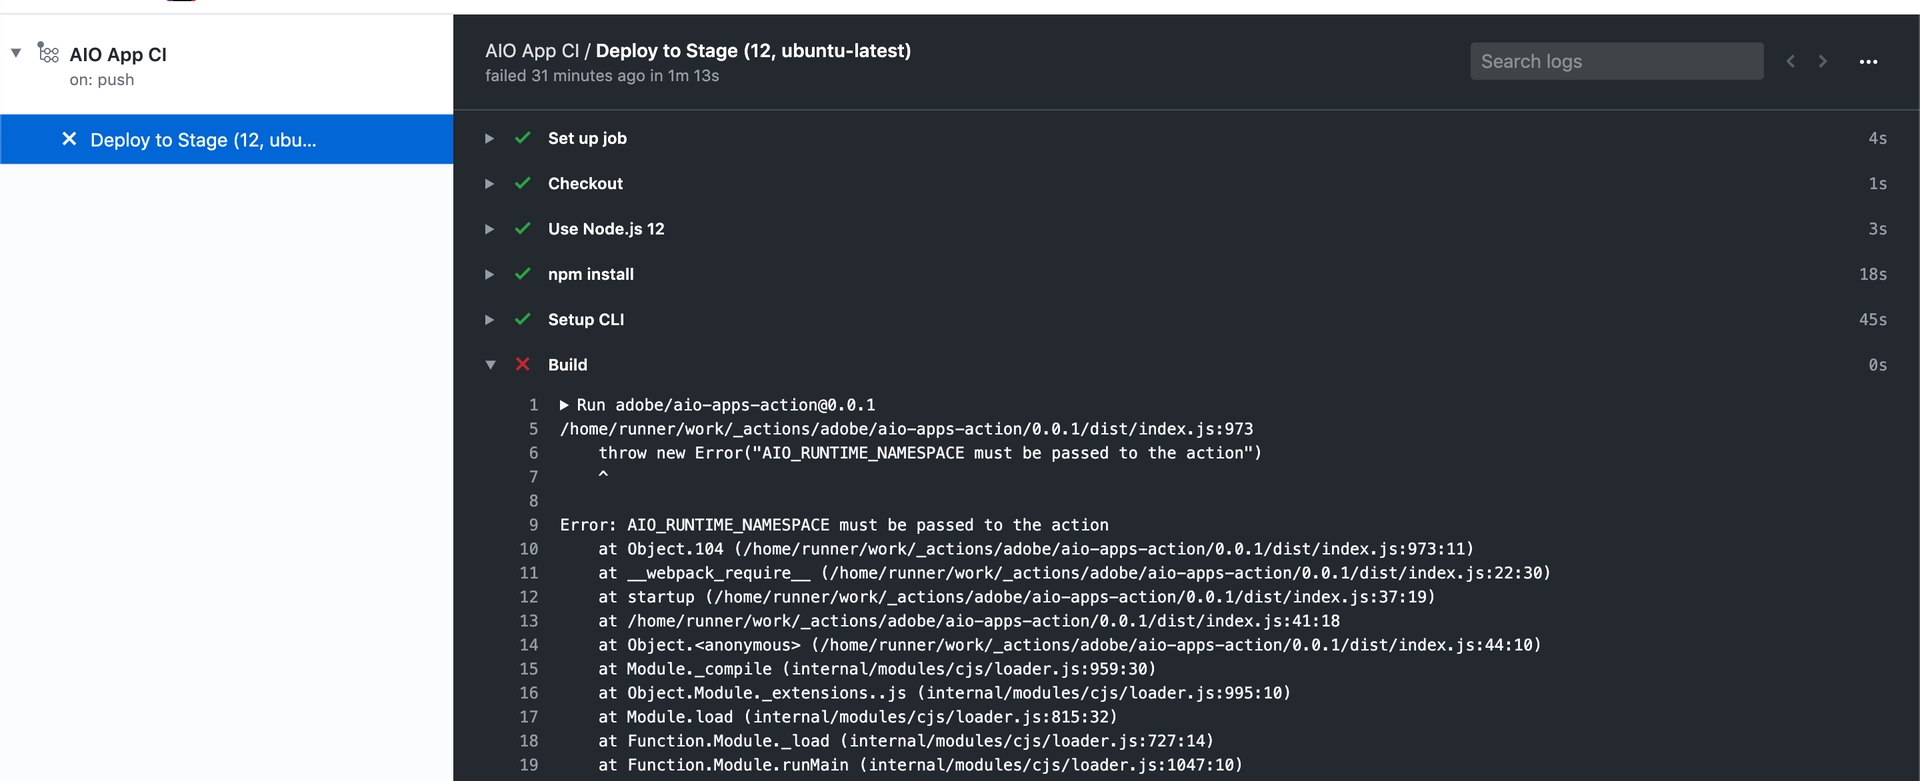 AIO App CI
on: push
Deploy to Stage (12, ubu...
AIO App CI / Deploy to Stage (12, ubuntu-latest)
failed 31 minutes ago in 1m 13s
Search logs
Set up job 4s
Checkout 1s
Use Node.js 12 3s
npm install 18s
Setup CLI 45s
Build 0s
1 ▶ Run adobe/aio-apps-action@0.0.1
5 /home/runner/work/_actions/adobe/aio-apps-action/0.0.1/dist/index.js:973
6 throw new Error("AIO_RUNTIME_NAMESPACE must be passed to the action")
7 ^
8
9 Error: AIO_RUNTIME_NAMESPACE must be passed to the action
10 at Object.104 (/home/runner/work/_actions/adobe/aio-apps-action/0.0.1/dist/index.js:973:11)
11 at __webpack_require__ (/home/runner/work/_actions/adobe/aio-apps-action/0.0.1/dist/index.js:22:30)
12 at startup (/home/runner/work/_actions/adobe/aio-apps-action/0.0.1/dist/index.js:37:19)
13 at /home/runner/work/_actions/adobe/aio-apps-action/0.0.1/dist/index.js:41:18
14 at Object.<anonymous> (/home/runner/work/_actions/adobe/aio-apps-action/0.0.1/dist/index.js:44:10)
15 at Module._compile (internal/modules/cjs/loader.js:959:30)
16 at Object.Module._extensions..js (internal/modules/cjs/loader.js:995:10)
17 at Module.load (internal/modules/cjs/loader.js:815:32)
18 at Function.Module._load (internal/modules/cjs/loader.js:727:14)
19 at Function.Module.runMain (internal/modules/cjs/loader.js:1047:10)